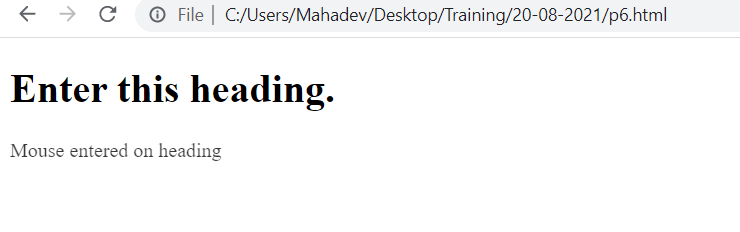 File | C:/Users/Mahadev/Desktop/Training/20-08-2021/p6.html
Enter this heading.
Mouse entered on heading